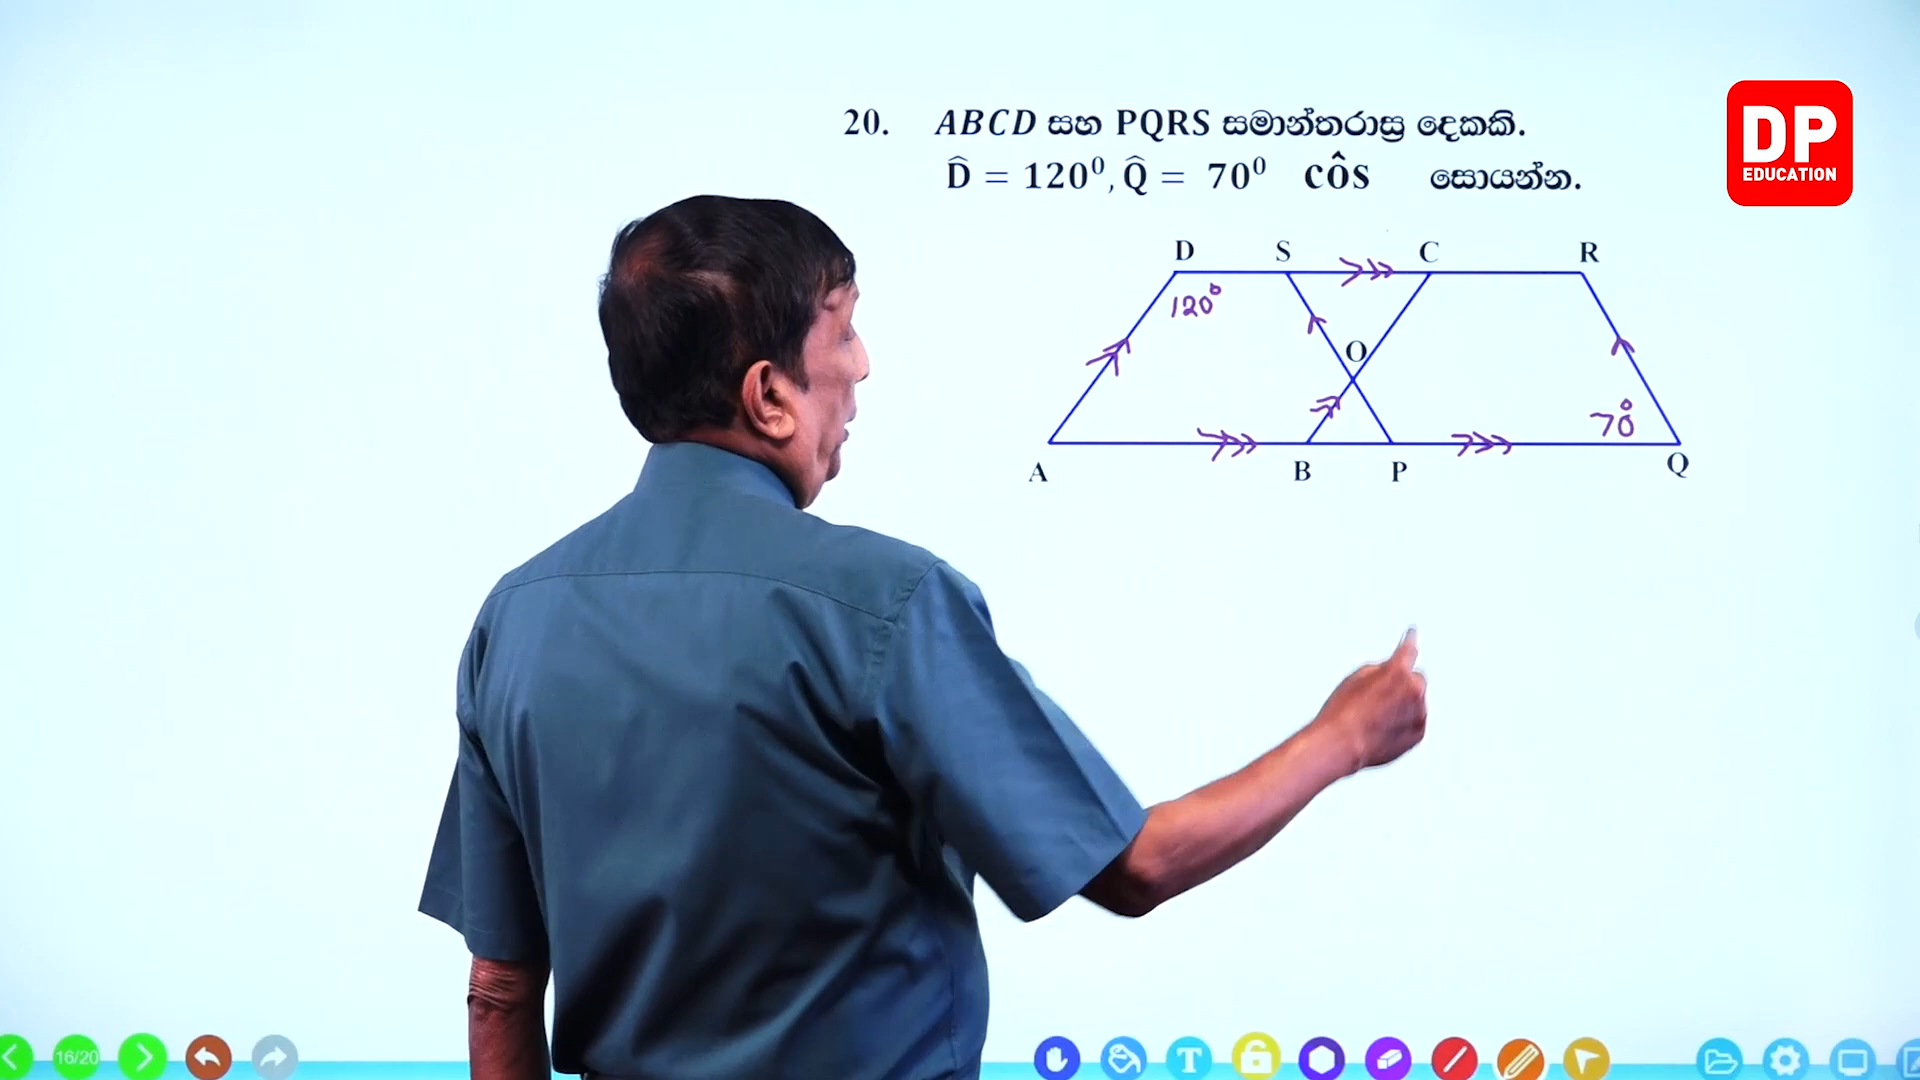 20. ABCD සහ PQRS සමාන්තරාස්‍ර දෙකකි.
D̂ = 120⁰, Q̂ = 70⁰ CÔS සොයන්න.
DP
EDUCATION
D S C R
120°
O
70°
A B P Q
16/20
T